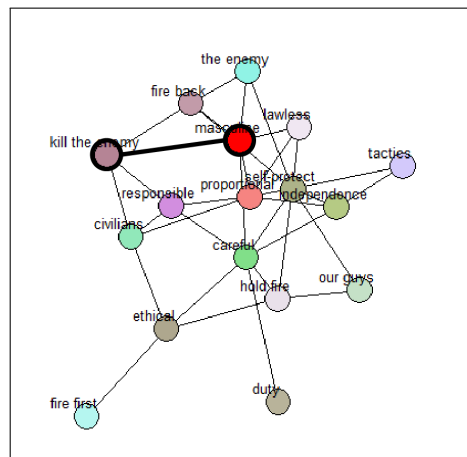 the enemy
fire back
lawless
masculine
kill the enemy
tactics
self-protect
responsible
proportional
independence
civilians
careful
hold fire
our guys
ethical
duty
fire first